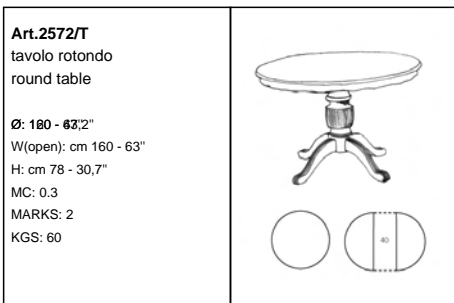 Art.2572/T
tavolo rotondo
round table
Ø: -
W(open): cm 160 - 63"
H: cm 78 - 30,7"
MC: 0.3
MARKS: 2
KGS: 60
40